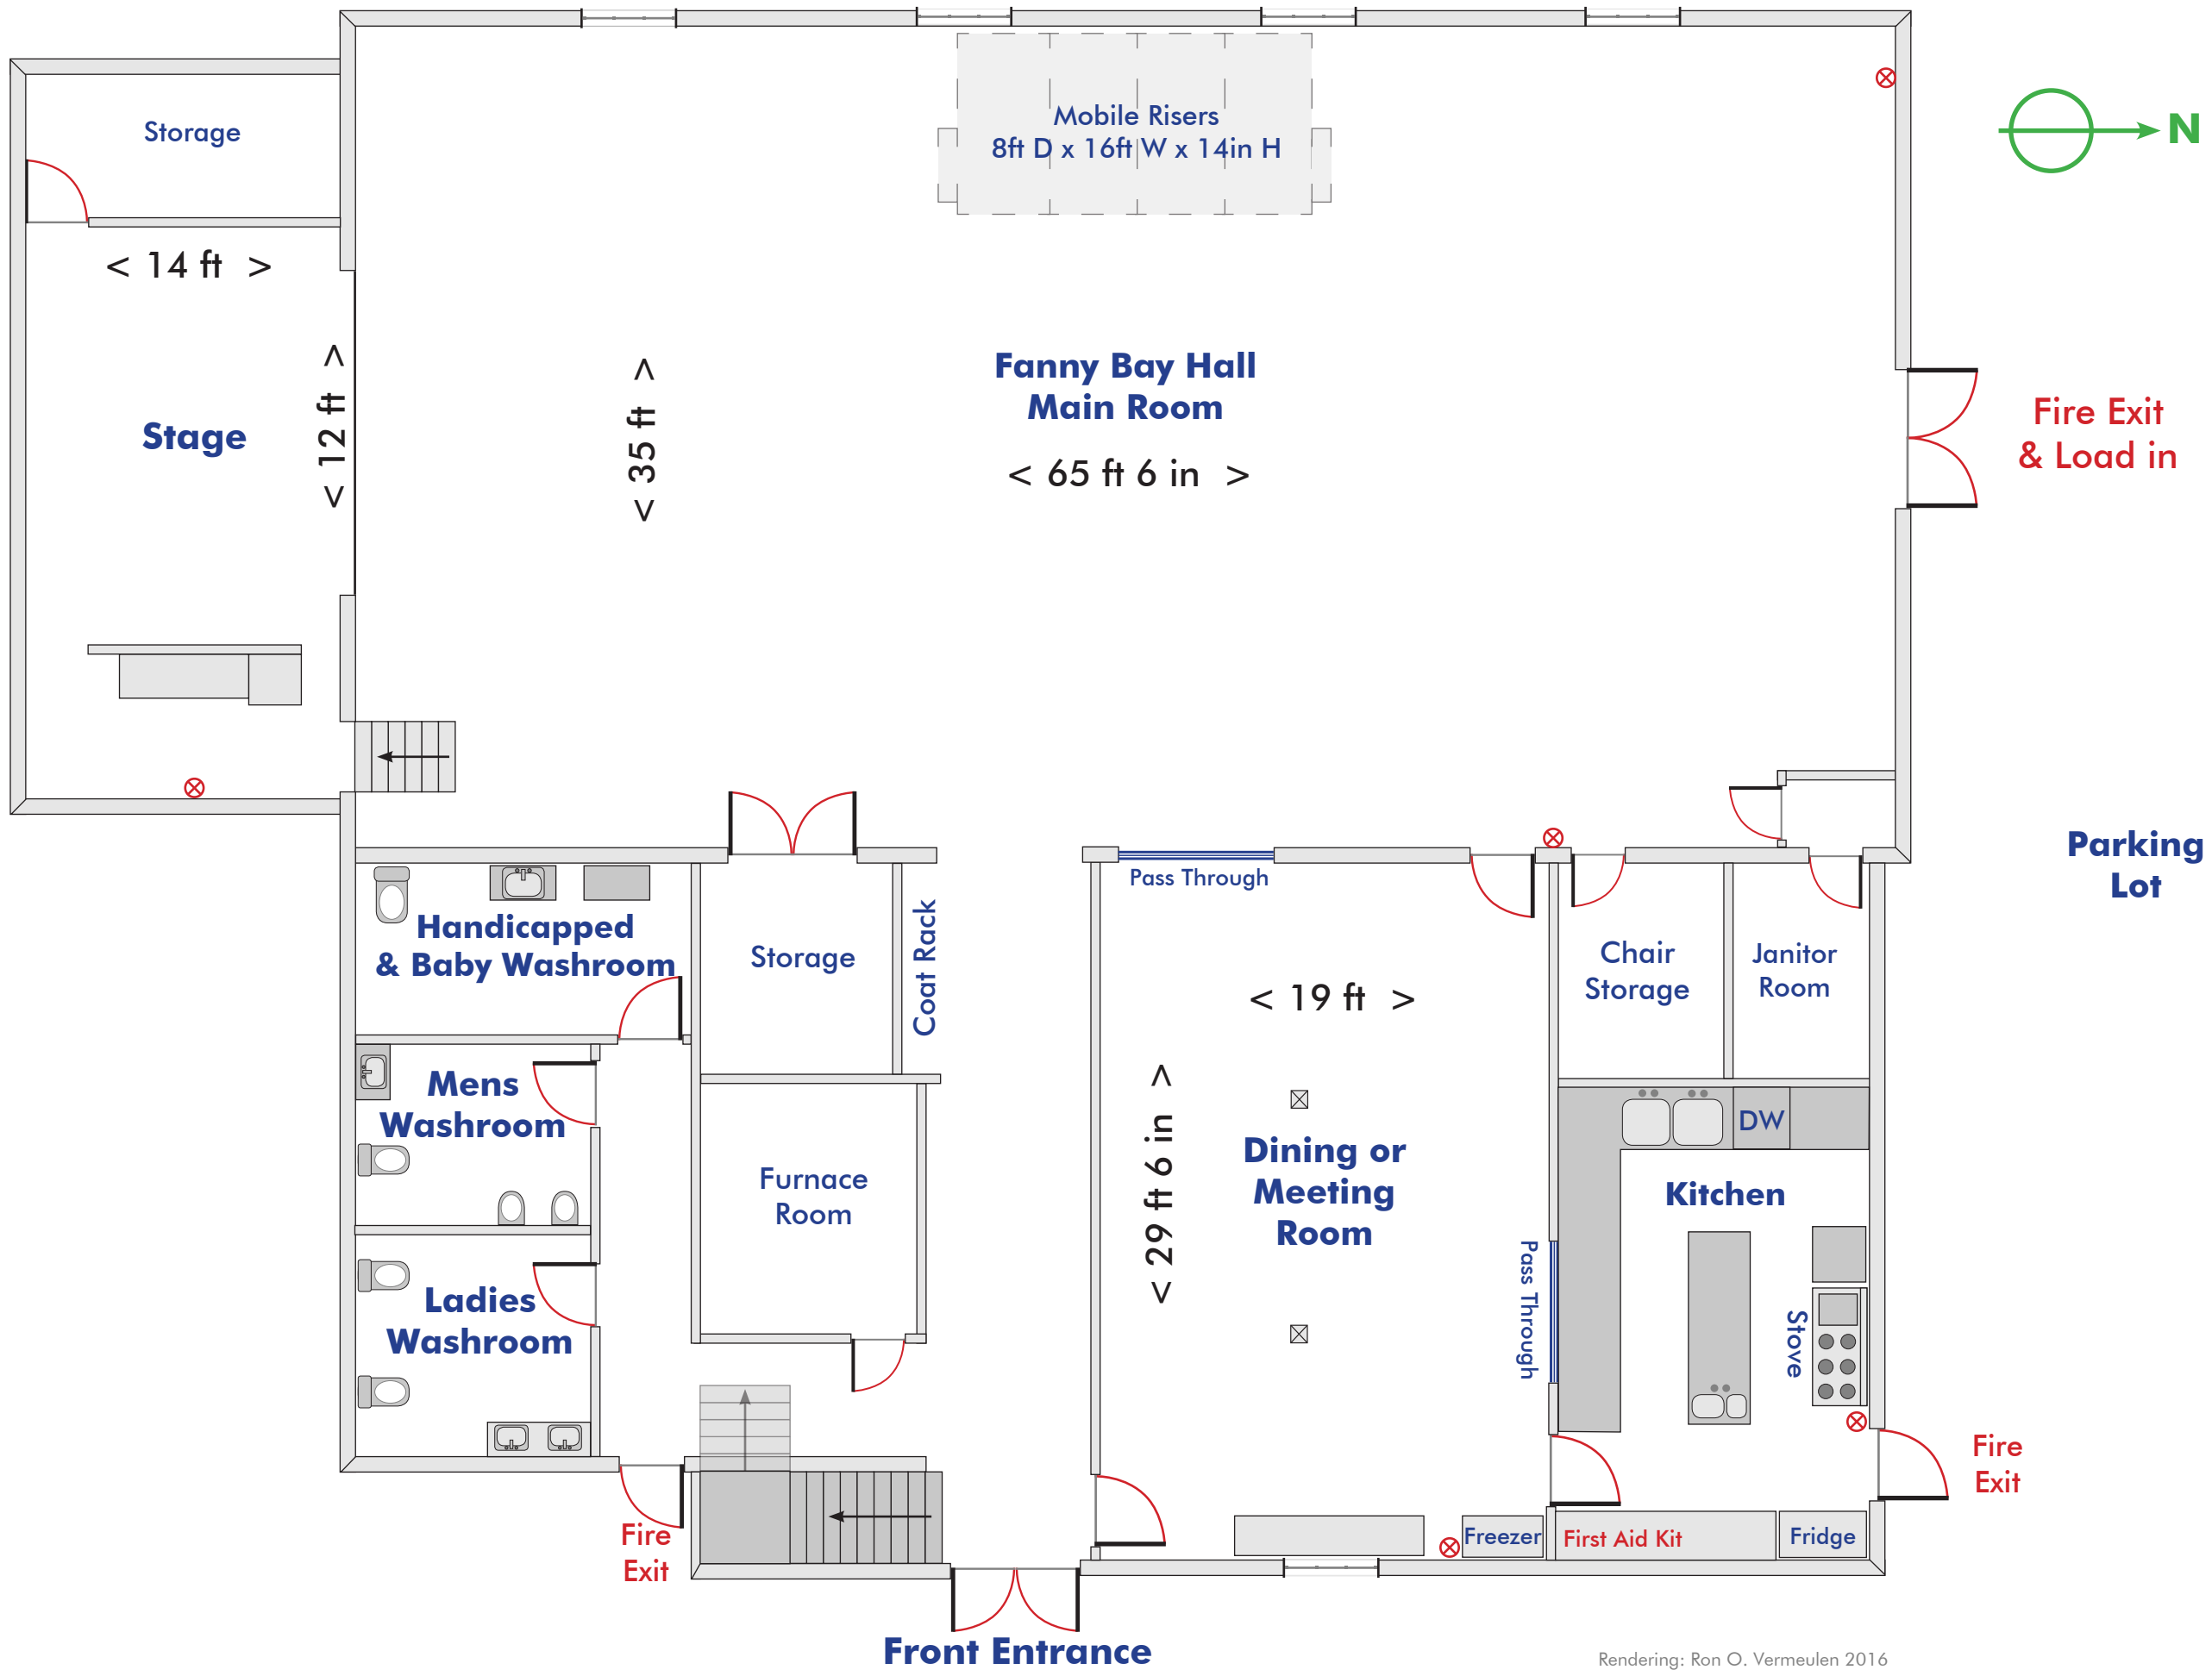 Storage
Mobile Risers
8ft D x 16ft W x 14in H
N
< 14 ft >
Stage
< 12 ft >
< 35 ft >
Fanny Bay Hall
Main Room
< 65 ft 6 in >
Fire Exit
& Load in
Parking
Lot
Pass Through
Handicapped
& Baby Washroom
Storage
Coat Rack
Chair
Storage
Janitor
Room
< 19 ft >
Mens
Washroom
Furnace
Room
< 29 ft 6 in >
Dining or
Meeting
Room
DW
Kitchen
Pass Through
Stove
Ladies
Washroom
Fire
Exit
Fire
Exit
Freezer
First Aid Kit
Fridge
Front Entrance
Rendering: Ron O. Vermeulen 2016